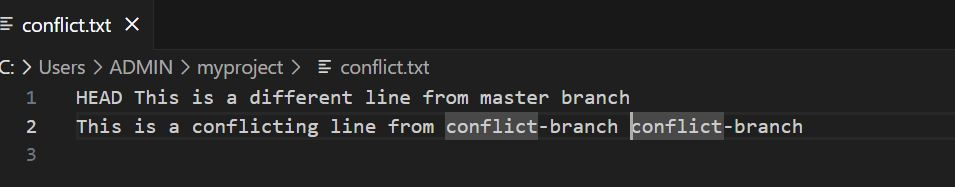 conflict.txt
C: > Users > ADMIN > myproject > conflict.txt
1 HEAD This is a different line from master branch
2 This is a conflicting line from conflict-branch conflict-branch
3